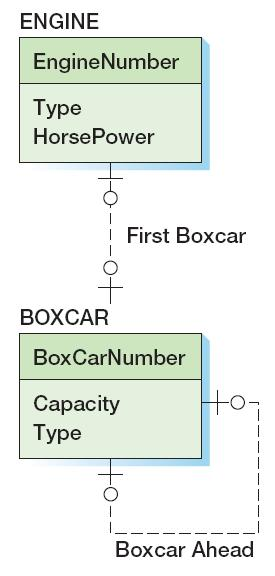 ENGINE
EngineNumber
Type
HorsePower
First Boxcar
BOXCAR
BoxCarNumber
Capacity
Type
Boxcar Ahead